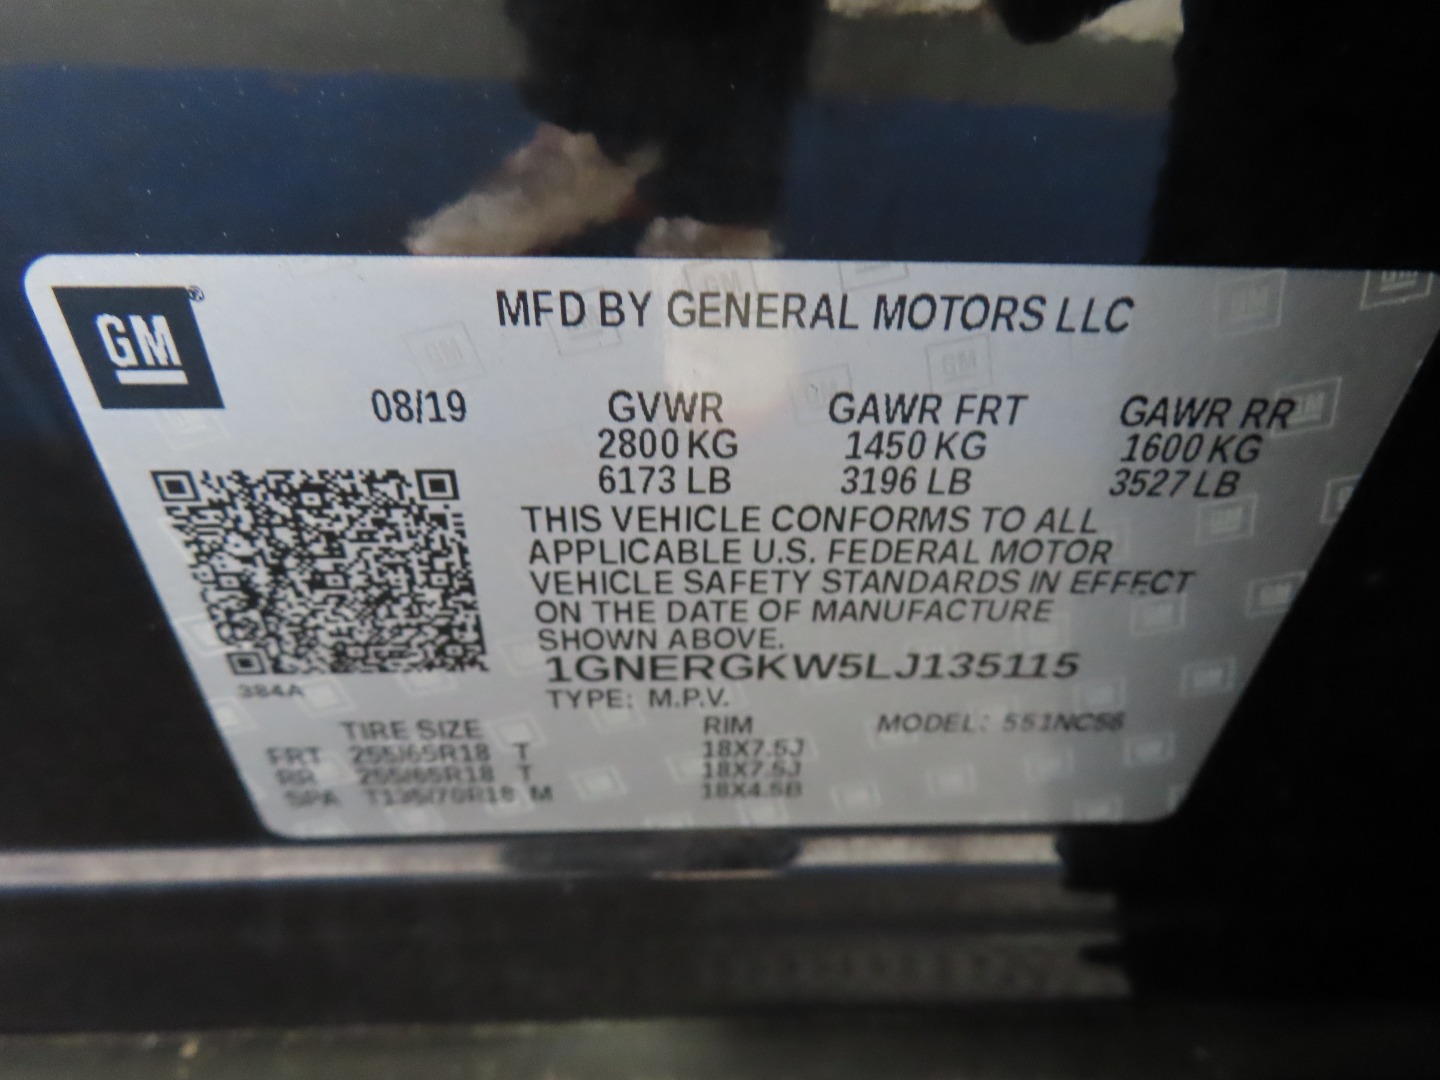 GM®
MFD BY GENERAL MOTORS LLC
08/19 GVWR GAWR FRT GAWR RR
2800 KG 1450 KG 1600 KG
6173 LB 3196 LB 3527 LB
THIS VEHICLE CONFORMS TO ALL
APPLICABLE U.S. FEDERAL MOTOR
VEHICLE SAFETY STANDARDS IN EFFECT
ON THE DATE OF MANUFACTURE
SHOWN ABOVE.
1GNERGKW5LJ135115
384A
TYPE: M.P.V.
TIRE SIZE RIM MODEL: 551NC56
FRT 255/65R18 T 18X7.5J
RR 255/65R18 T 18X7.5J
SPA T135/70R18 M 18X4.5B